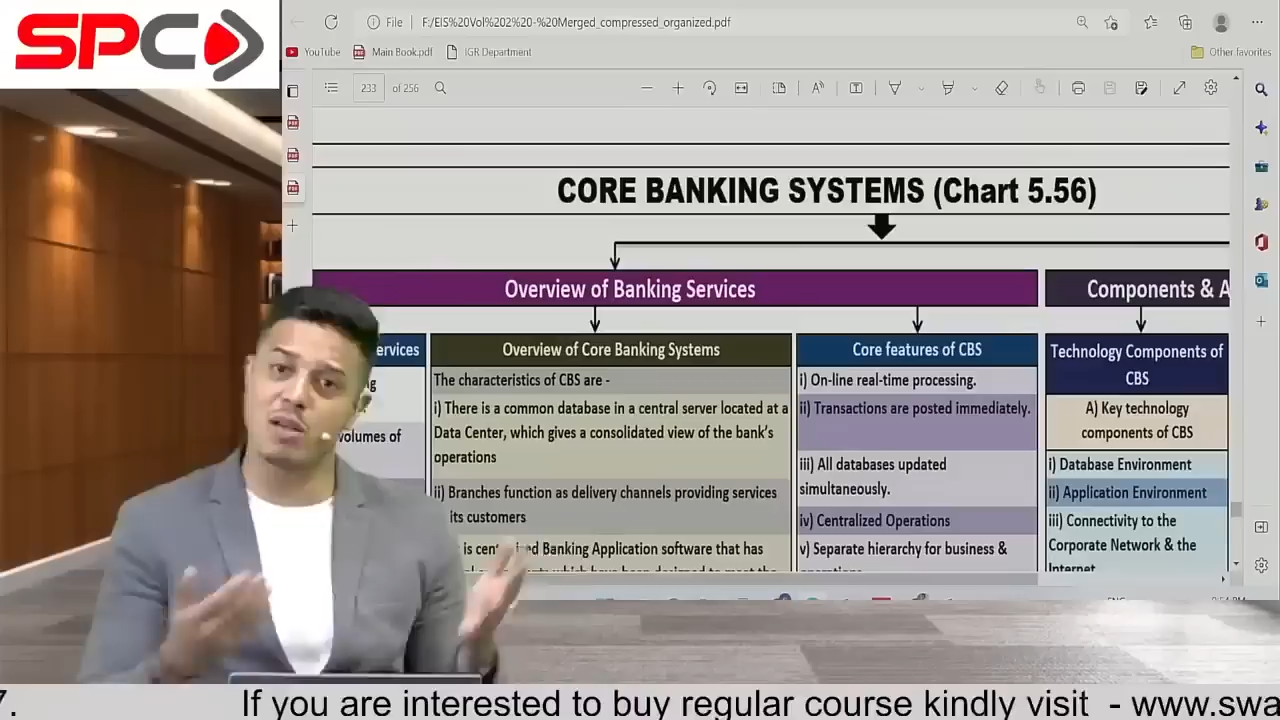 SPC
File
F:/EIS%20Vol%202%20-%20Merged_compressed_organized.pdf
YouTube
Main Book.pdf
IGR Department
Other favorites
233
of 256
CORE BANKING SYSTEMS (Chart 5.56)
Overview of Banking Services
Components & A
ervices
volumes of
Overview of Core Banking Systems
The characteristics of CBS are -
i) There is a common database in a central server located at a
Data Center, which gives a consolidated view of the bank's
operations
ii) Branches function as delivery channels providing services
its customers
Banking Application software that has
Core features of CBS
i) On-line real-time processing.
ii) Transactions are posted immediately.
iii) All databases updated
simultaneously.
iv) Centralized Operations
v) Separate hierarchy for business &
Technology Components of
CBS
A) Key technology
components of CBS
i) Database Environment
ii) Application Environment
iii) Connectivity to the
Corporate Network & the
Internet
7.
If you are interested to buy regular course kindly visit - www.swa